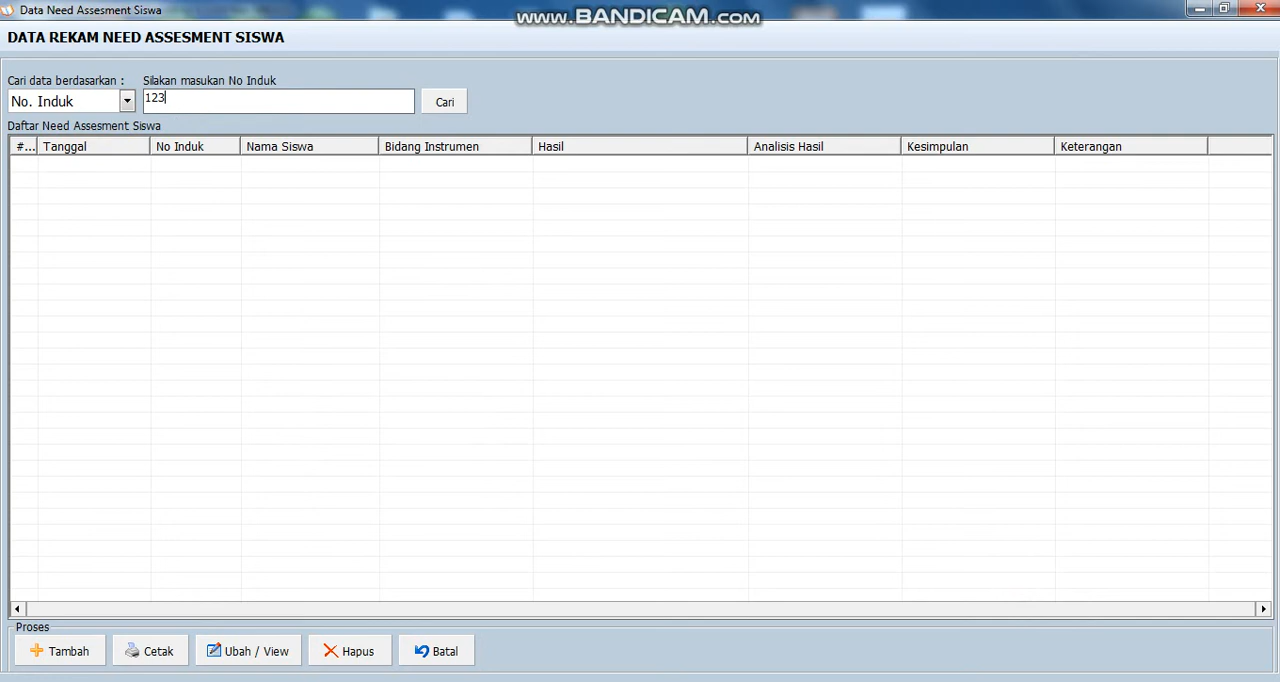 Data Need Assesment Siswa
www.BANDICAM.com
DATA REKAM NEED ASSESMENT SISWA
Cari data berdasarkan : Silakan masukan No Induk
No. Induk 123 Cari
Daftar Need Assesment Siswa
#... Tanggal No Induk Nama Siswa Bidang Instrumen Hasil Analisis Hasil Kesimpulan Keterangan
Proses
Tambah Cetak Ubah / View Hapus Batal